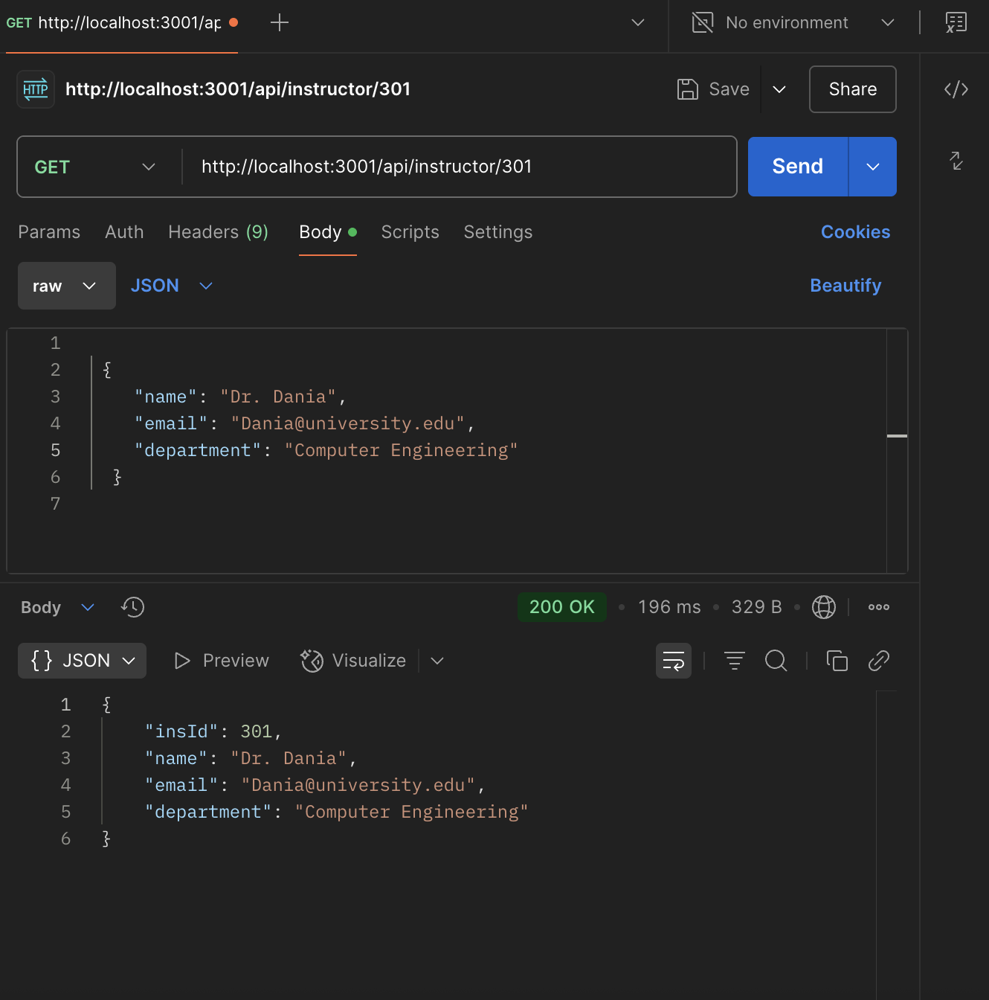 GET http://localhost:3001/ap
No environment
HTTP http://localhost:3001/api/instructor/301
Save
Share
GET
http://localhost:3001/api/instructor/301
Send
Params Auth Headers (9) Body Scripts Settings Cookies
raw JSON Beautify
1
2 {
3 "name": "Dr. Dania",
4 "email": "Dania@university.edu",
5 "department": "Computer Engineering"
6 }
7
Body 200 OK • 196 ms • 329 B •
{} JSON Preview Visualize
1 {
2 "insId": 301,
3 "name": "Dr. Dania",
4 "email": "Dania@university.edu",
5 "department": "Computer Engineering"
6 }